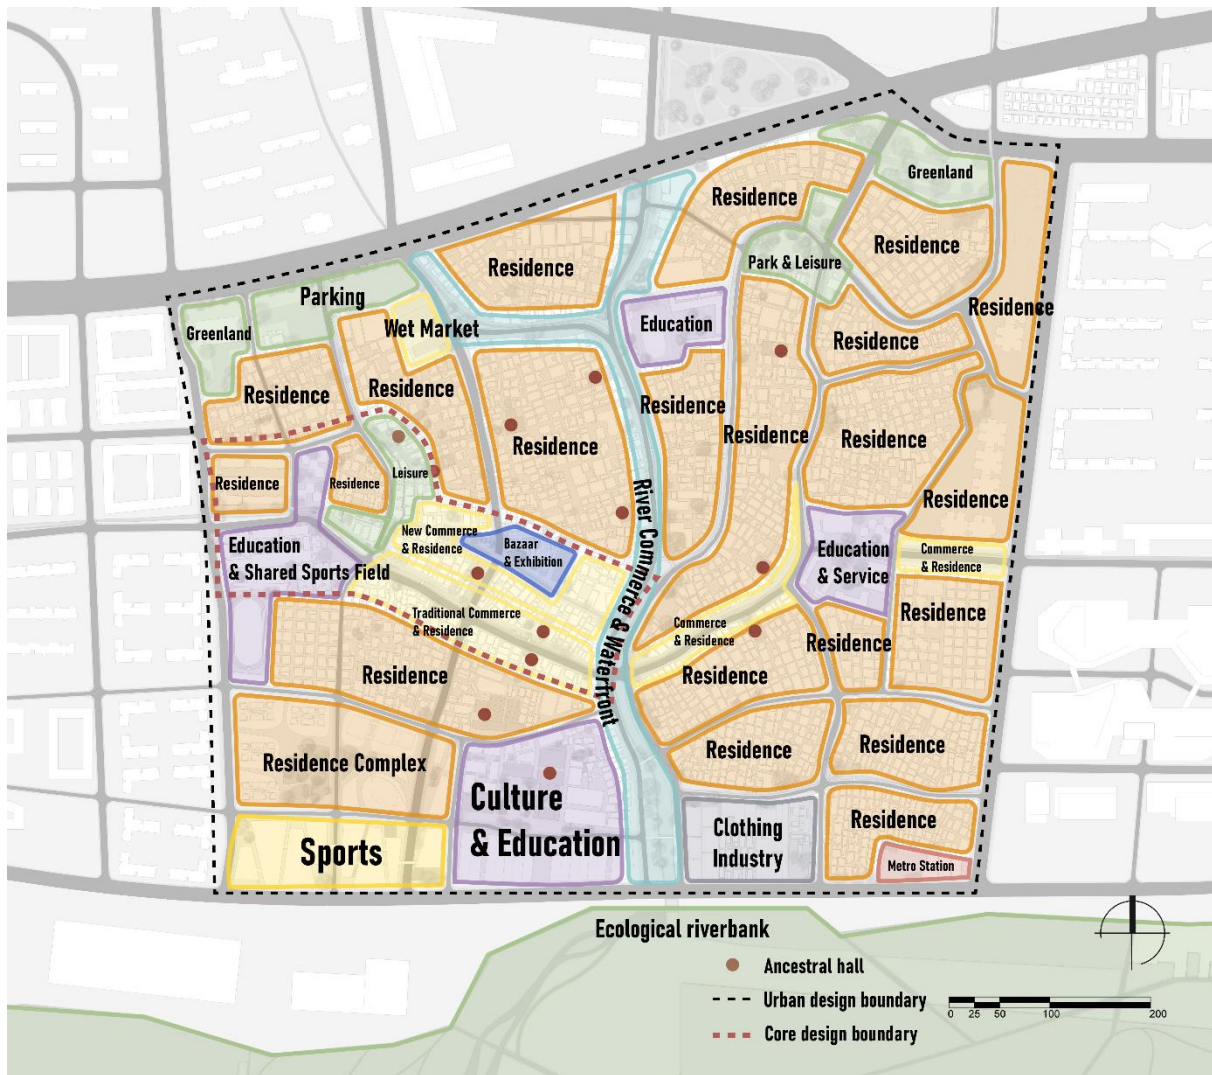 Greenland
Residence
Residence
Residence
Park & Leisure
Residence
Parking
Residence
Greenland
Wet Market
Education
Residence
Residence
Residence
Residence
Residence
Residence
Residence
Residence
Leisure
Residence
Residence
Residence
River Commerce & Waterfront
New Commerce
& Residence
Bazaar
& Exhibition
Education
& Shared Sports Field
Education
& Service
Commerce
& Residence
Traditional Commerce
& Residence
Commerce
& Residence
Residence
Residence
Residence
Residence
Residence
Residence
Residence Complex
Culture
& Education
Sports
Clothing
Industry
Residence
Metro Station
Ecological riverbank
Ancestral hall
Urban design boundary
Core design boundary
0 25 50 100 200